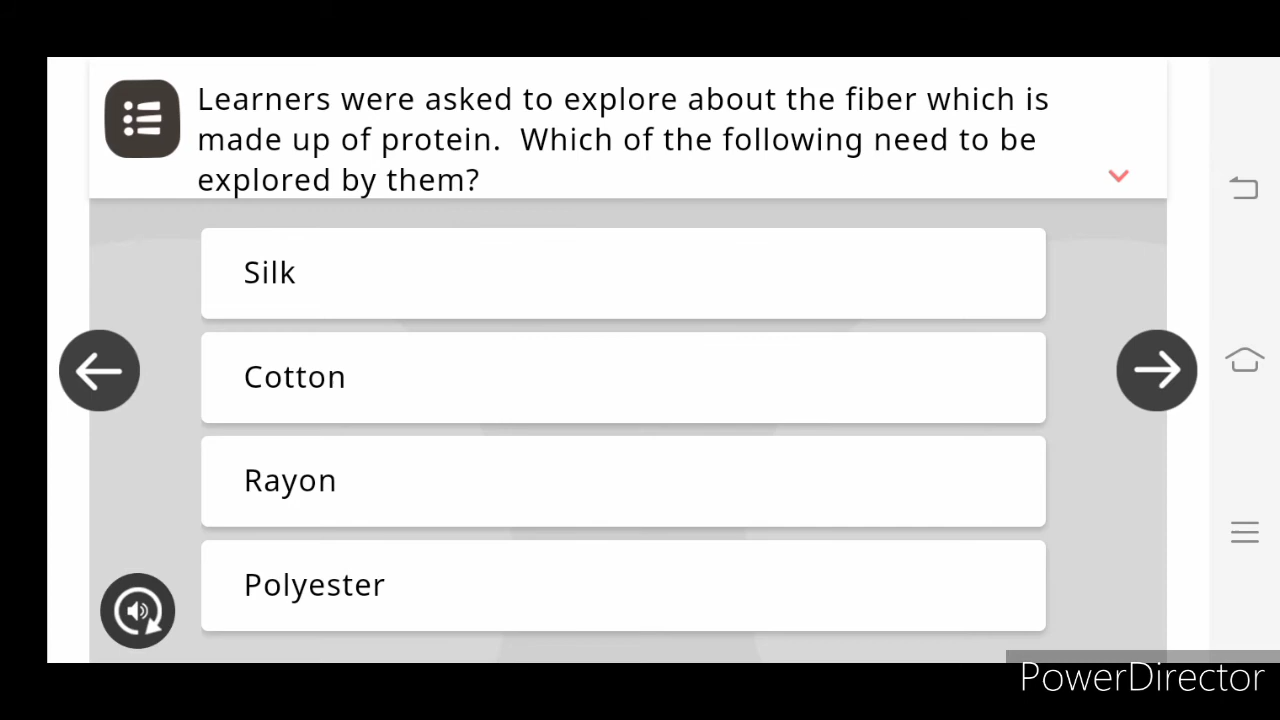 Learners were asked to explore about the fiber which is
made up of protein.  Which of the following need to be
explored by them?
Silk
Cotton
Rayon
Polyester
PowerDirector